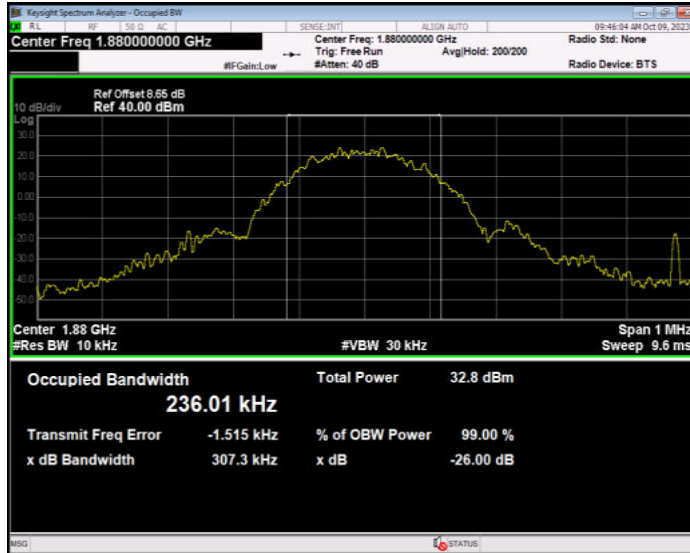 Keysight Spectrum Analyzer - Occupied BW
RL RF 50 Ω AC SENSE:INT ALIGN AUTO 09:46:04 AM Oct 09, 2023
Center Freq 1.880000000 GHz
Center Freq: 1.880000000 GHz
Radio Std: None
Trig: Free Run Avg|Hold: 200/200
#IFGain:Low #Atten: 40 dB Radio Device: BTS
Ref Offset 8.65 dB
10 dB/div Ref 40.00 dBm
Log
30.0
20.0
10.0
0.00
-10.0
-20.0
-30.0
-40.0
-50.0
Center 1.88 GHz Span 1 MHz
#Res BW 10 kHz #VBW 30 kHz Sweep 9.6 ms
Occupied Bandwidth Total Power 32.8 dBm
236.01 kHz
Transmit Freq Error -1.515 kHz % of OBW Power 99.00 %
x dB Bandwidth 307.3 kHz x dB -26.00 dB
MSG STATUS